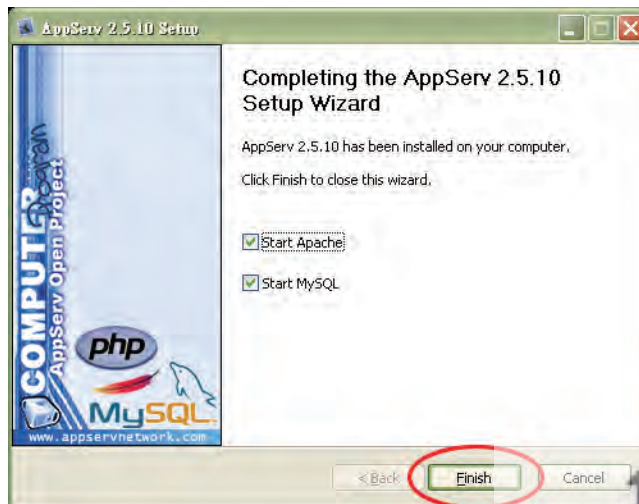 AppServ 2.5.10 Setup
Completing the AppServ 2.5.10
Setup Wizard
AppServ 2.5.10 has been installed on your computer.
Click Finish to close this wizard.
Start Apache
Start MySQL
COMPUTER
Program
AppServ Open Project
php
MySQL
www.appservnetwork.com
< Back
Finish
Cancel